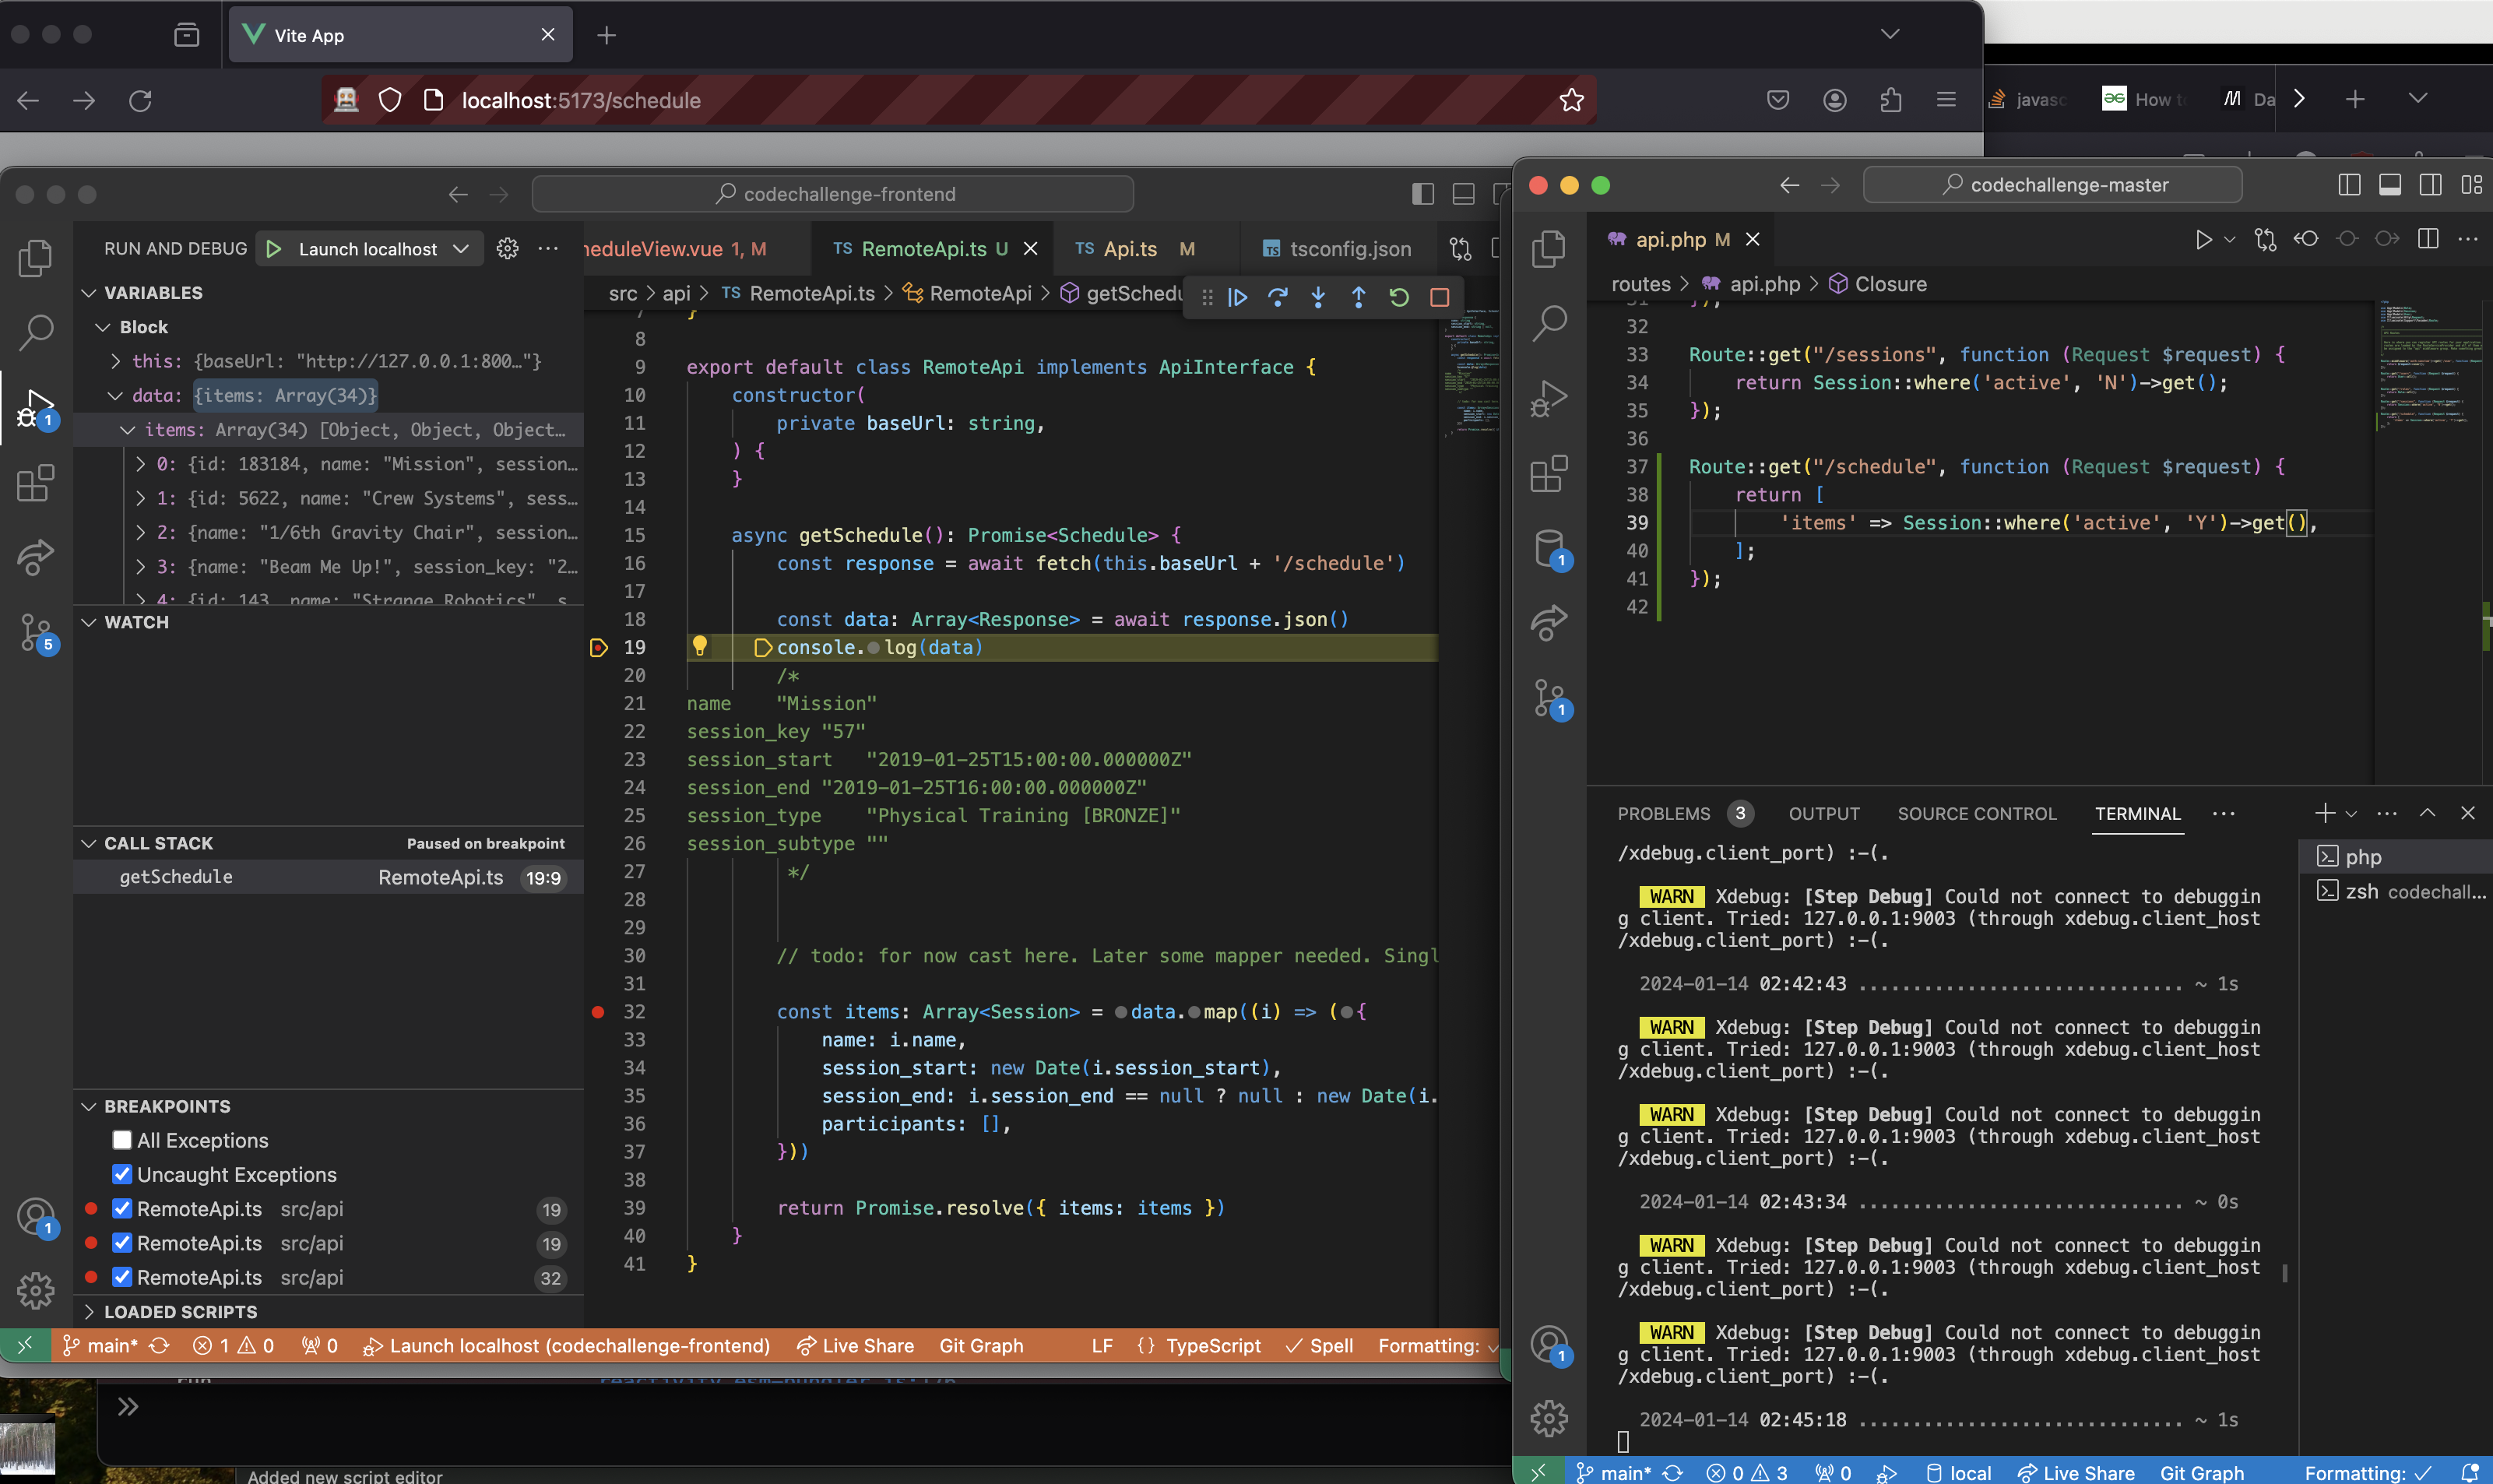 Vite App
localhost:5173/schedule
javasc
How to
Da
codechallenge-frontend
RUN AND DEBUG
Launch localhost
VARIABLES
Block
this: {baseUrl: "http://127.0.0.1:800…"}
data: {items: Array(34)}
items: Array(34) [Object, Object, Object…
0: {id: 183184, name: "Mission", session…
1: {id: 5622, name: "Crew Systems", sess…
2: {name: "1/6th Gravity Chair", session…
3: {name: "Beam Me Up!", session_key: "2…
4: {id: 143, name: "Strange Robotics", s…
WATCH
CALL STACK
Paused on breakpoint
getSchedule
RemoteApi.ts
19:9
BREAKPOINTS
All Exceptions
Uncaught Exceptions
RemoteApi.ts src/api 19
RemoteApi.ts src/api 19
RemoteApi.ts src/api 32
LOADED SCRIPTS
heduleView.vue 1, M
TS RemoteApi.ts U
TS Api.ts M
TS tsconfig.json
src > api > TS RemoteApi.ts > RemoteApi > getSchedu
7 }
8
9 export default class RemoteApi implements ApiInterface {
10 constructor(
11 private baseUrl: string,
12 ) {
13 }
14
15 async getSchedule(): Promise<Schedule> {
16 const response = await fetch(this.baseUrl + '/schedule')
17
18 const data: Array<Response> = await response.json()
19 console.log(data)
20 /*
21 name "Mission"
22 session_key "57"
23 session_start "2019-01-25T15:00:00.000000Z"
24 session_end "2019-01-25T16:00:00.000000Z"
25 session_type "Physical Training [BRONZE]"
26 session_subtype ""
27 */
28
29
30 // todo: for now cast here. Later some mapper needed. Singl
31
32 const items: Array<Session> = data.map((i) => ({
33 name: i.name,
34 session_start: new Date(i.session_start),
35 session_end: i.session_end == null ? null : new Date(i.
36 participants: [],
37 }))
38
39 return Promise.resolve({ items: items })
40 }
41 }
1
5
1
main* 1 0 0 Launch localhost (codechallenge-frontend) Live Share Git Graph LF {} TypeScript Spell Formatting:
Added new script editor
codechallenge-master
api.php M
routes > api.php > Closure
31 });
32
33 Route::get("/sessions", function (Request $request) {
34 return Session::where('active', 'N')->get();
35 });
36
37 Route::get("/schedule", function (Request $request) {
38 return [
39 'items' => Session::where('active', 'Y')->get(),
40 ];
41 });
42
1
1
1
PROBLEMS 3 OUTPUT SOURCE CONTROL TERMINAL
php
zsh codechall...
/xdebug.client_port) :-(.
WARN Xdebug: [Step Debug] Could not connect to debuggin
g client. Tried: 127.0.0.1:9003 (through xdebug.client_host
/xdebug.client_port) :-(.
2024-01-14 02:42:43 .............................. ~ 1s
WARN Xdebug: [Step Debug] Could not connect to debuggin
g client. Tried: 127.0.0.1:9003 (through xdebug.client_host
/xdebug.client_port) :-(.
WARN Xdebug: [Step Debug] Could not connect to debuggin
g client. Tried: 127.0.0.1:9003 (through xdebug.client_host
/xdebug.client_port) :-(.
2024-01-14 02:43:34 .............................. ~ 0s
WARN Xdebug: [Step Debug] Could not connect to debuggin
g client. Tried: 127.0.0.1:9003 (through xdebug.client_host
/xdebug.client_port) :-(.
WARN Xdebug: [Step Debug] Could not connect to debuggin
g client. Tried: 127.0.0.1:9003 (through xdebug.client_host
/xdebug.client_port) :-(.
2024-01-14 02:45:18 .............................. ~ 1s
main* 0 3 0 local Live Share Git Graph Formatting: